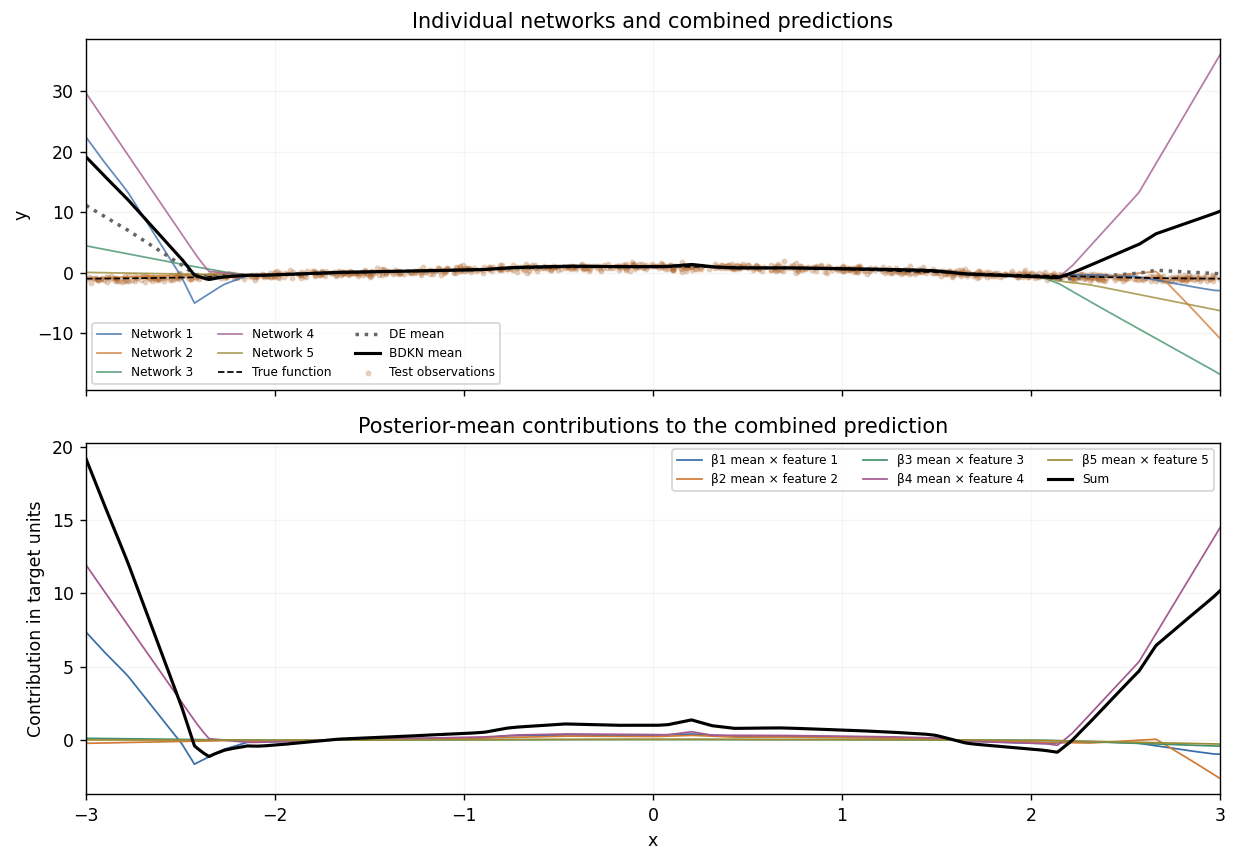 Individual networks and combined predictions
y
30
20
10
0
−10
Network 1 Network 4 DE mean
Network 2 Network 5 BDKN mean
Network 3 True function Test observations
Posterior-mean contributions to the combined prediction
Contribution in target units
20
15
10
5
0
β1 mean × feature 1 β3 mean × feature 3 β5 mean × feature 5
β2 mean × feature 2 β4 mean × feature 4 Sum
−3 −2 −1 0 1 2 3
x